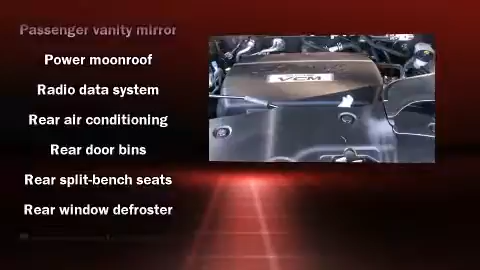 Passenger vanity mirror
Power moonroof
Radio data system
Rear air conditioning
Rear door bins
Rear split-bench seats
Rear window defroster
VCM